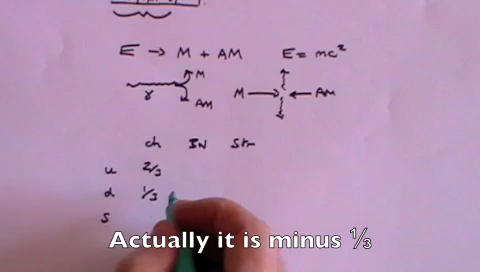 E → M + AM E = mc²
M
γ AM M → ← AM
ch IN Str
u 2/3
d 1/3
s
Actually it is minus ⅓